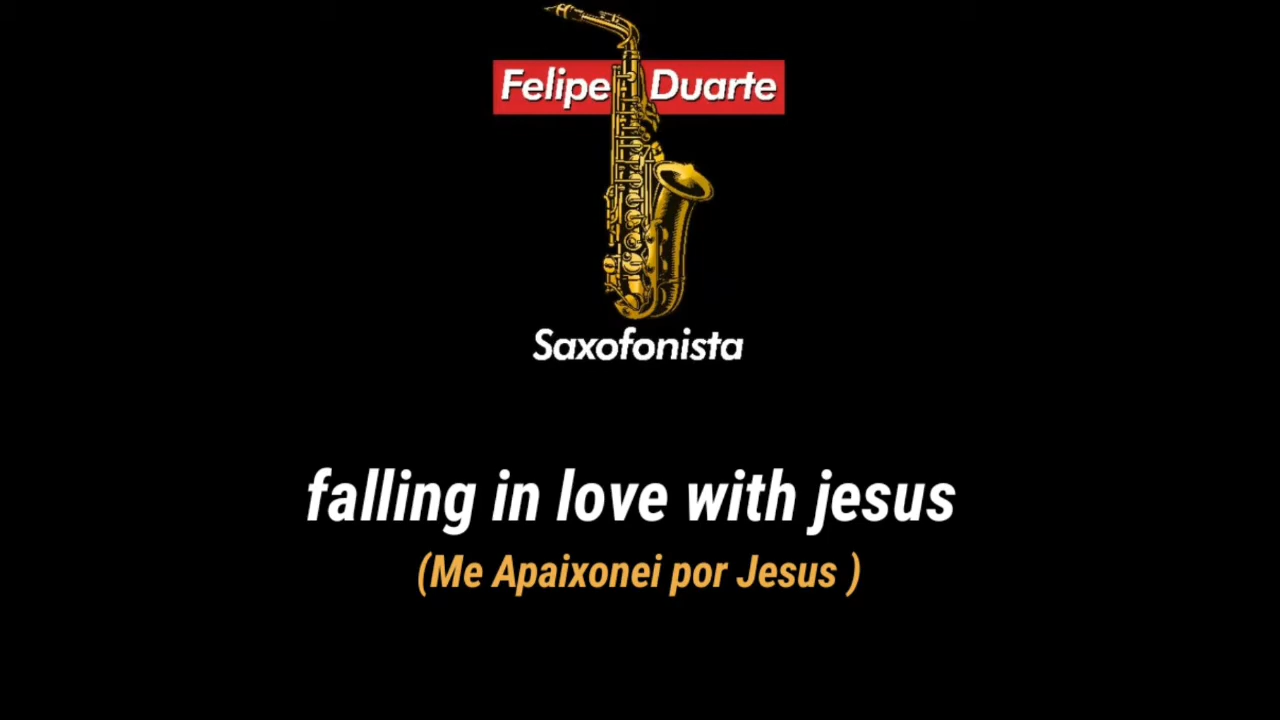 Felipe Duarte
Saxofonista
falling in love with jesus
(Me Apaixonei por Jesus )